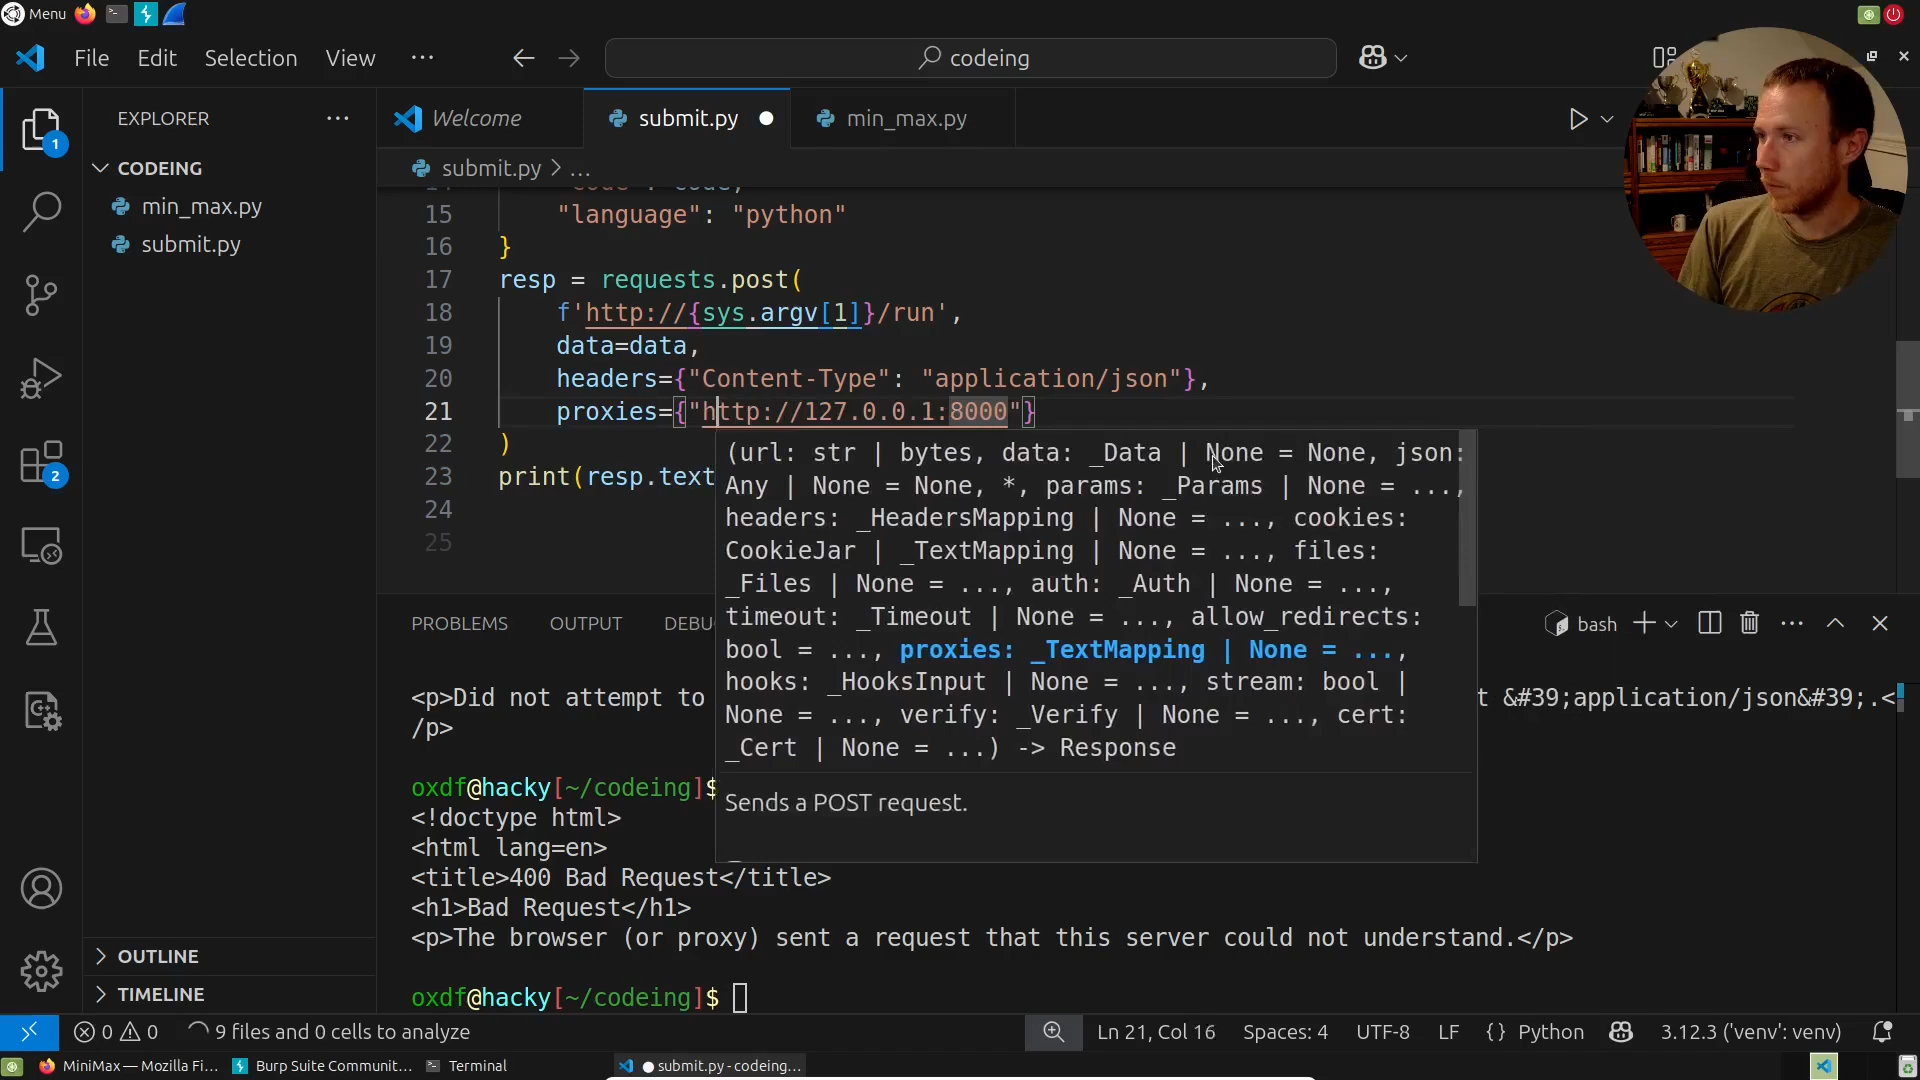 Menu
File Edit Selection View ...
codeing
EXPLORER ...
Welcome
submit.py
min_max.py
CODEING
submit.py > ...
min_max.py
submit.py
15 "language": "python"
16 }
17 resp = requests.post(
18 f'http://{sys.argv[1]}/run',
19 data=data,
20 headers={"Content-Type": "application/json"},
21 proxies={"http://127.0.0.1:8000"}
22 )
23 print(resp.text
24
25
(url: str | bytes, data: _Data | None = None, json:
Any | None = None, *, params: _Params | None = ...,
headers: _HeadersMapping | None = ..., cookies:
CookieJar | _TextMapping | None = ..., files:
_Files | None = ..., auth: _Auth | None = ...,
timeout: _Timeout | None = ..., allow_redirects:
bool = ..., proxies: _TextMapping | None = ...,
hooks: _HooksInput | None = ..., stream: bool |
None = ..., verify: _Verify | None = ..., cert:
_Cert | None = ...) -> Response
Sends a POST request.
PROBLEMS OUTPUT DEBU
bash
<p>Did not attempt to
t &#39;application/json&#39;.<
/p>
oxdf@hacky[~/codeing]$
<!doctype html>
<html lang=en>
<title>400 Bad Request</title>
<h1>Bad Request</h1>
<p>The browser (or proxy) sent a request that this server could not understand.</p>
oxdf@hacky[~/codeing]$
1
2
OUTLINE
TIMELINE
0 0 9 files and 0 cells to analyze
Ln 21, Col 16 Spaces: 4 UTF-8 LF {} Python 3.12.3 ('venv': venv)
MiniMax — Mozilla Fi...
Burp Suite Communit...
Terminal
submit.py - codeing...